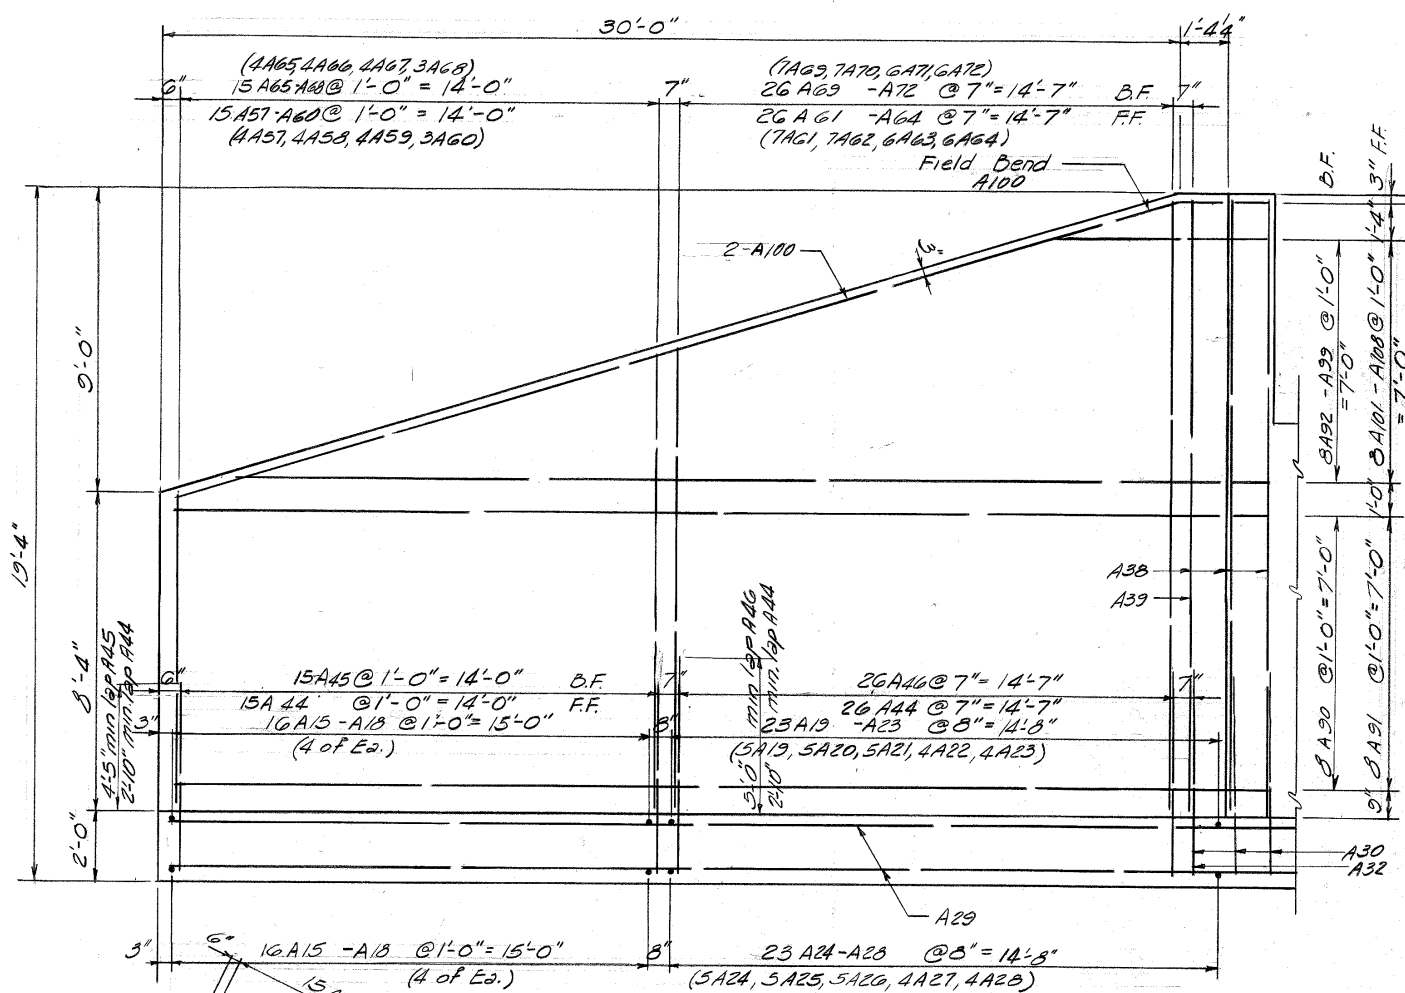 30'-0"
1'-4¼"
(4A65, 4A66, 4A67, 3A68)
(7A69, 7A70, 6A71, 6A72)
6"
15 A65-A68 @ 1'-0" = 14'-0"
7"
26 A69 -A72 @ 7" = 14'-7"
B.F.
7"
15 A57-A60 @ 1'-0" = 14'-0"
26 A61 -A64 @ 7" = 14'-7"
F.F.
(4A57, 4A58, 4A59, 3A60)
(7A61, 7A62, 6A63, 6A64)
Field Bend
A100
B.F.
3" F.F.
1'-4"
2-A100
3"
9'-0"
8A92 -A99 @ 1'-0"
= 7'-0"
8A101 - A108 @ 1'-0"
= 7'-0"
1'-0"
19'-4"
A38
A39
8'-4"
4'-5" min lap A45
2'-10" min. lap A44
5'-0" min lap A46
2'-10" min. lap A44
8 A90 @ 1'-0" = 7'-0"
8 A91 @ 1'-0" = 7'-0"
6"
15A45 @ 1'-0" = 14'-0"
B.F.
7"
26A46 @ 7" = 14'-7"
7"
15A 44 @ 1'-0" = 14'-0"
F.F.
26 A44 @ 7" = 14'-7"
3"
16 A15 -A18 @ 1'-0" = 15'-0"
8"
23 A19 -A23 @ 8" = 14'-8"
(4 of Ea.)
(5A19, 5A20, 5A21, 4A22, 4A23)
9"
2'-0"
A30
A32
A29
3"
6"
16 A15 -A18 @ 1'-0" = 15'-0"
8"
23 A24-A28 @ 8" = 14'-8"
(4 of Ea.)
(5A24, 5A25, 5A26, 4A27, 4A28)